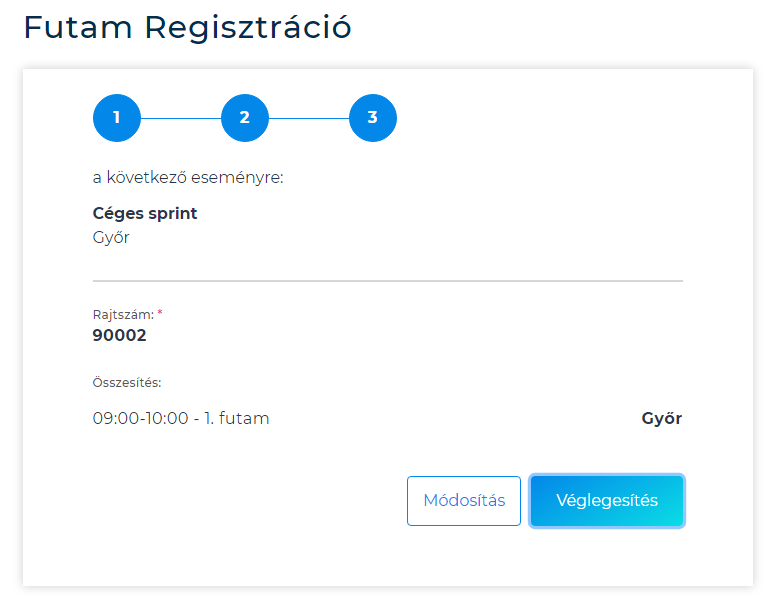 Futam Regisztráció
1 2 3
a következő eseményre:
Céges sprint
Győr
Rajtszám: *
90002
Összesítés:
09:00-10:00 - 1. futam Győr
Módosítás Véglegesítés